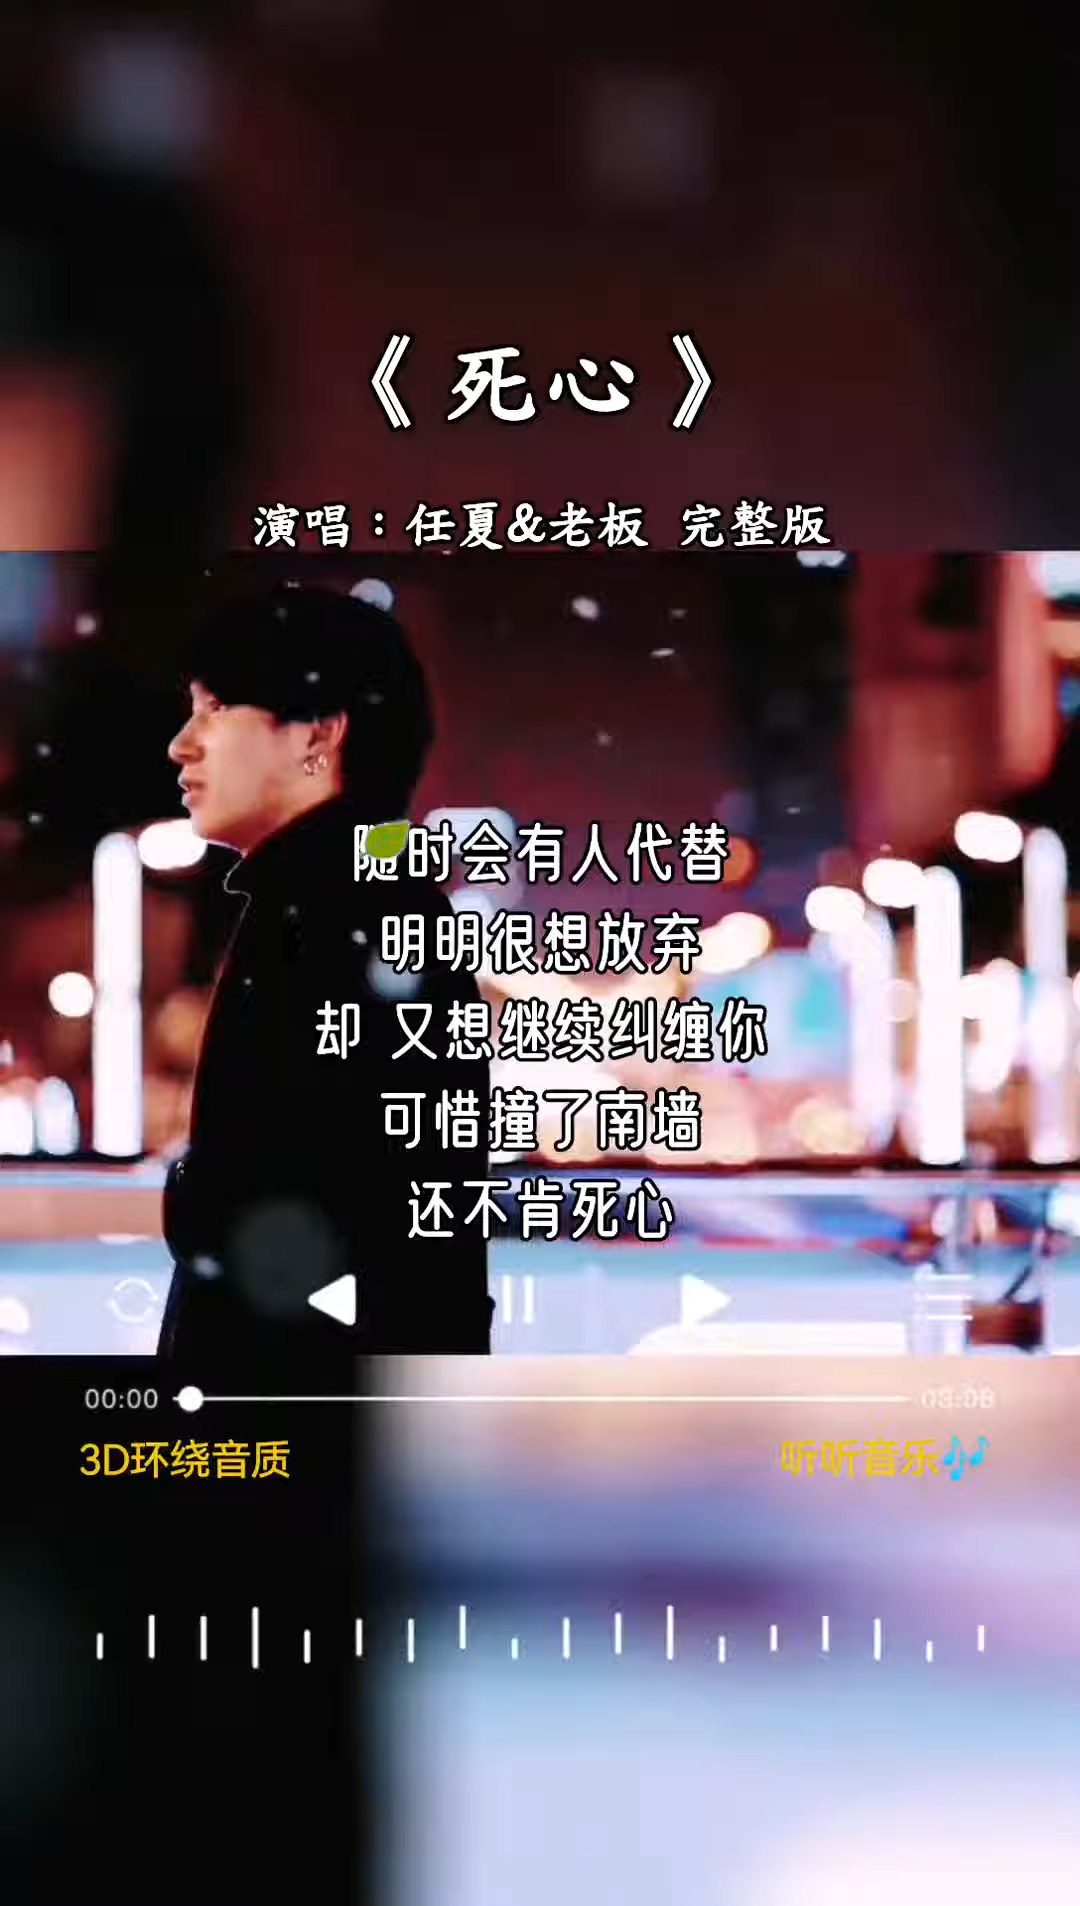 《 死心 》
演唱：任夏&老板 完整版
随时会有人代替
明明很想放弃
却 又想继续纠缠你
可惜撞了南墙
还不肯死心
00:00 03:08
3D环绕音质 听听音乐🎶